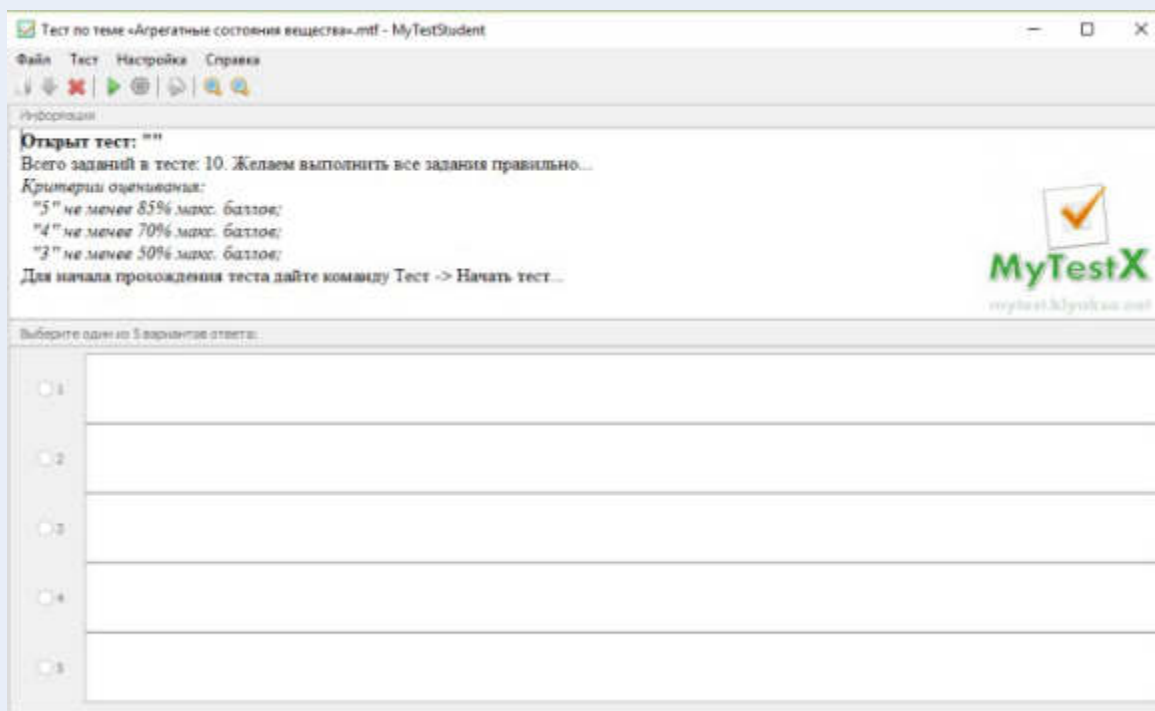 Тест по теме «Агрегатные состояния вещества».mtf - MyTestStudent
Файл Тест Настройка Справка
Информация
Открыт тест: ""
Всего заданий в тесте: 10. Желаем выполнить все задания правильно...
Критерии оценивания:
"5" не менее 85% макс. баллов;
"4" не менее 70% макс. баллов;
"3" не менее 50% макс. баллов;
Для начала прохождения теста дайте команду Тест -> Начать тест...
MyTestX
mytest.klyaksa.net
Выберите один из 5 вариантов ответа:
1
2
3
4
5